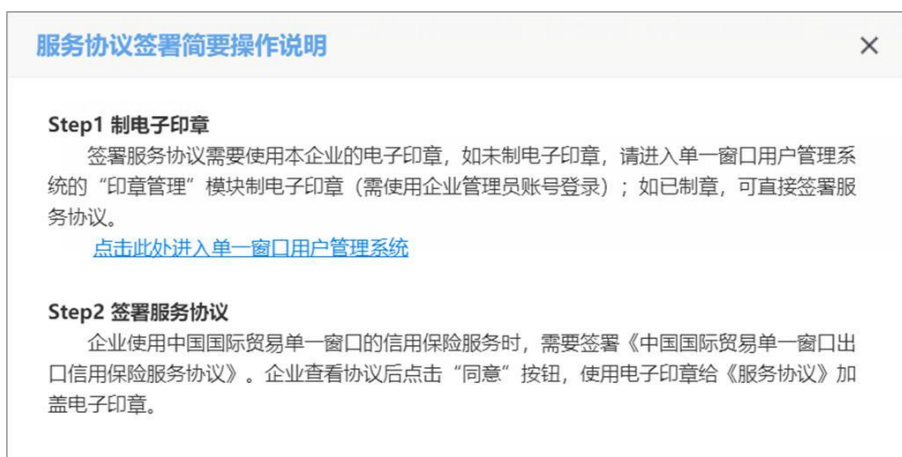 服务协议签署简要操作说明
Step1 制电子印章
签署服务协议需要使用本企业的电子印章，如未制电子印章，请进入单一窗口用户管理系
统的“印章管理”模块制电子印章（需使用企业管理员账号登录）；如已制章，可直接签署服
务协议。
点击此处进入单一窗口用户管理系统
Step2 签署服务协议
企业使用中国国际贸易单一窗口的信用保险服务时，需要签署《中国国际贸易单一窗口出
口信用保险服务协议》。企业查看协议后点击“同意”按钮，使用电子印章给《服务协议》加
盖电子印章。